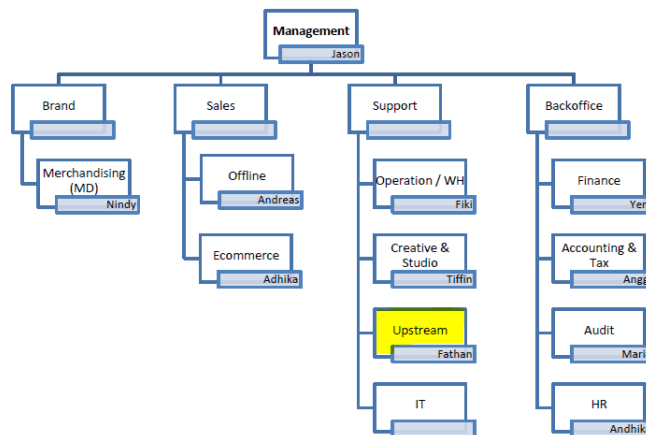 Management
Jason
Brand
Sales
Support
Backoffice
Merchandising
(MD)
Nindy
Offline
Andreas
Ecommerce
Adhika
Operation / WH
Fiki
Creative &
Studio
Tiffin
Upstream
Fathan
IT
Finance
Accounting &
Tax
Audit
HR